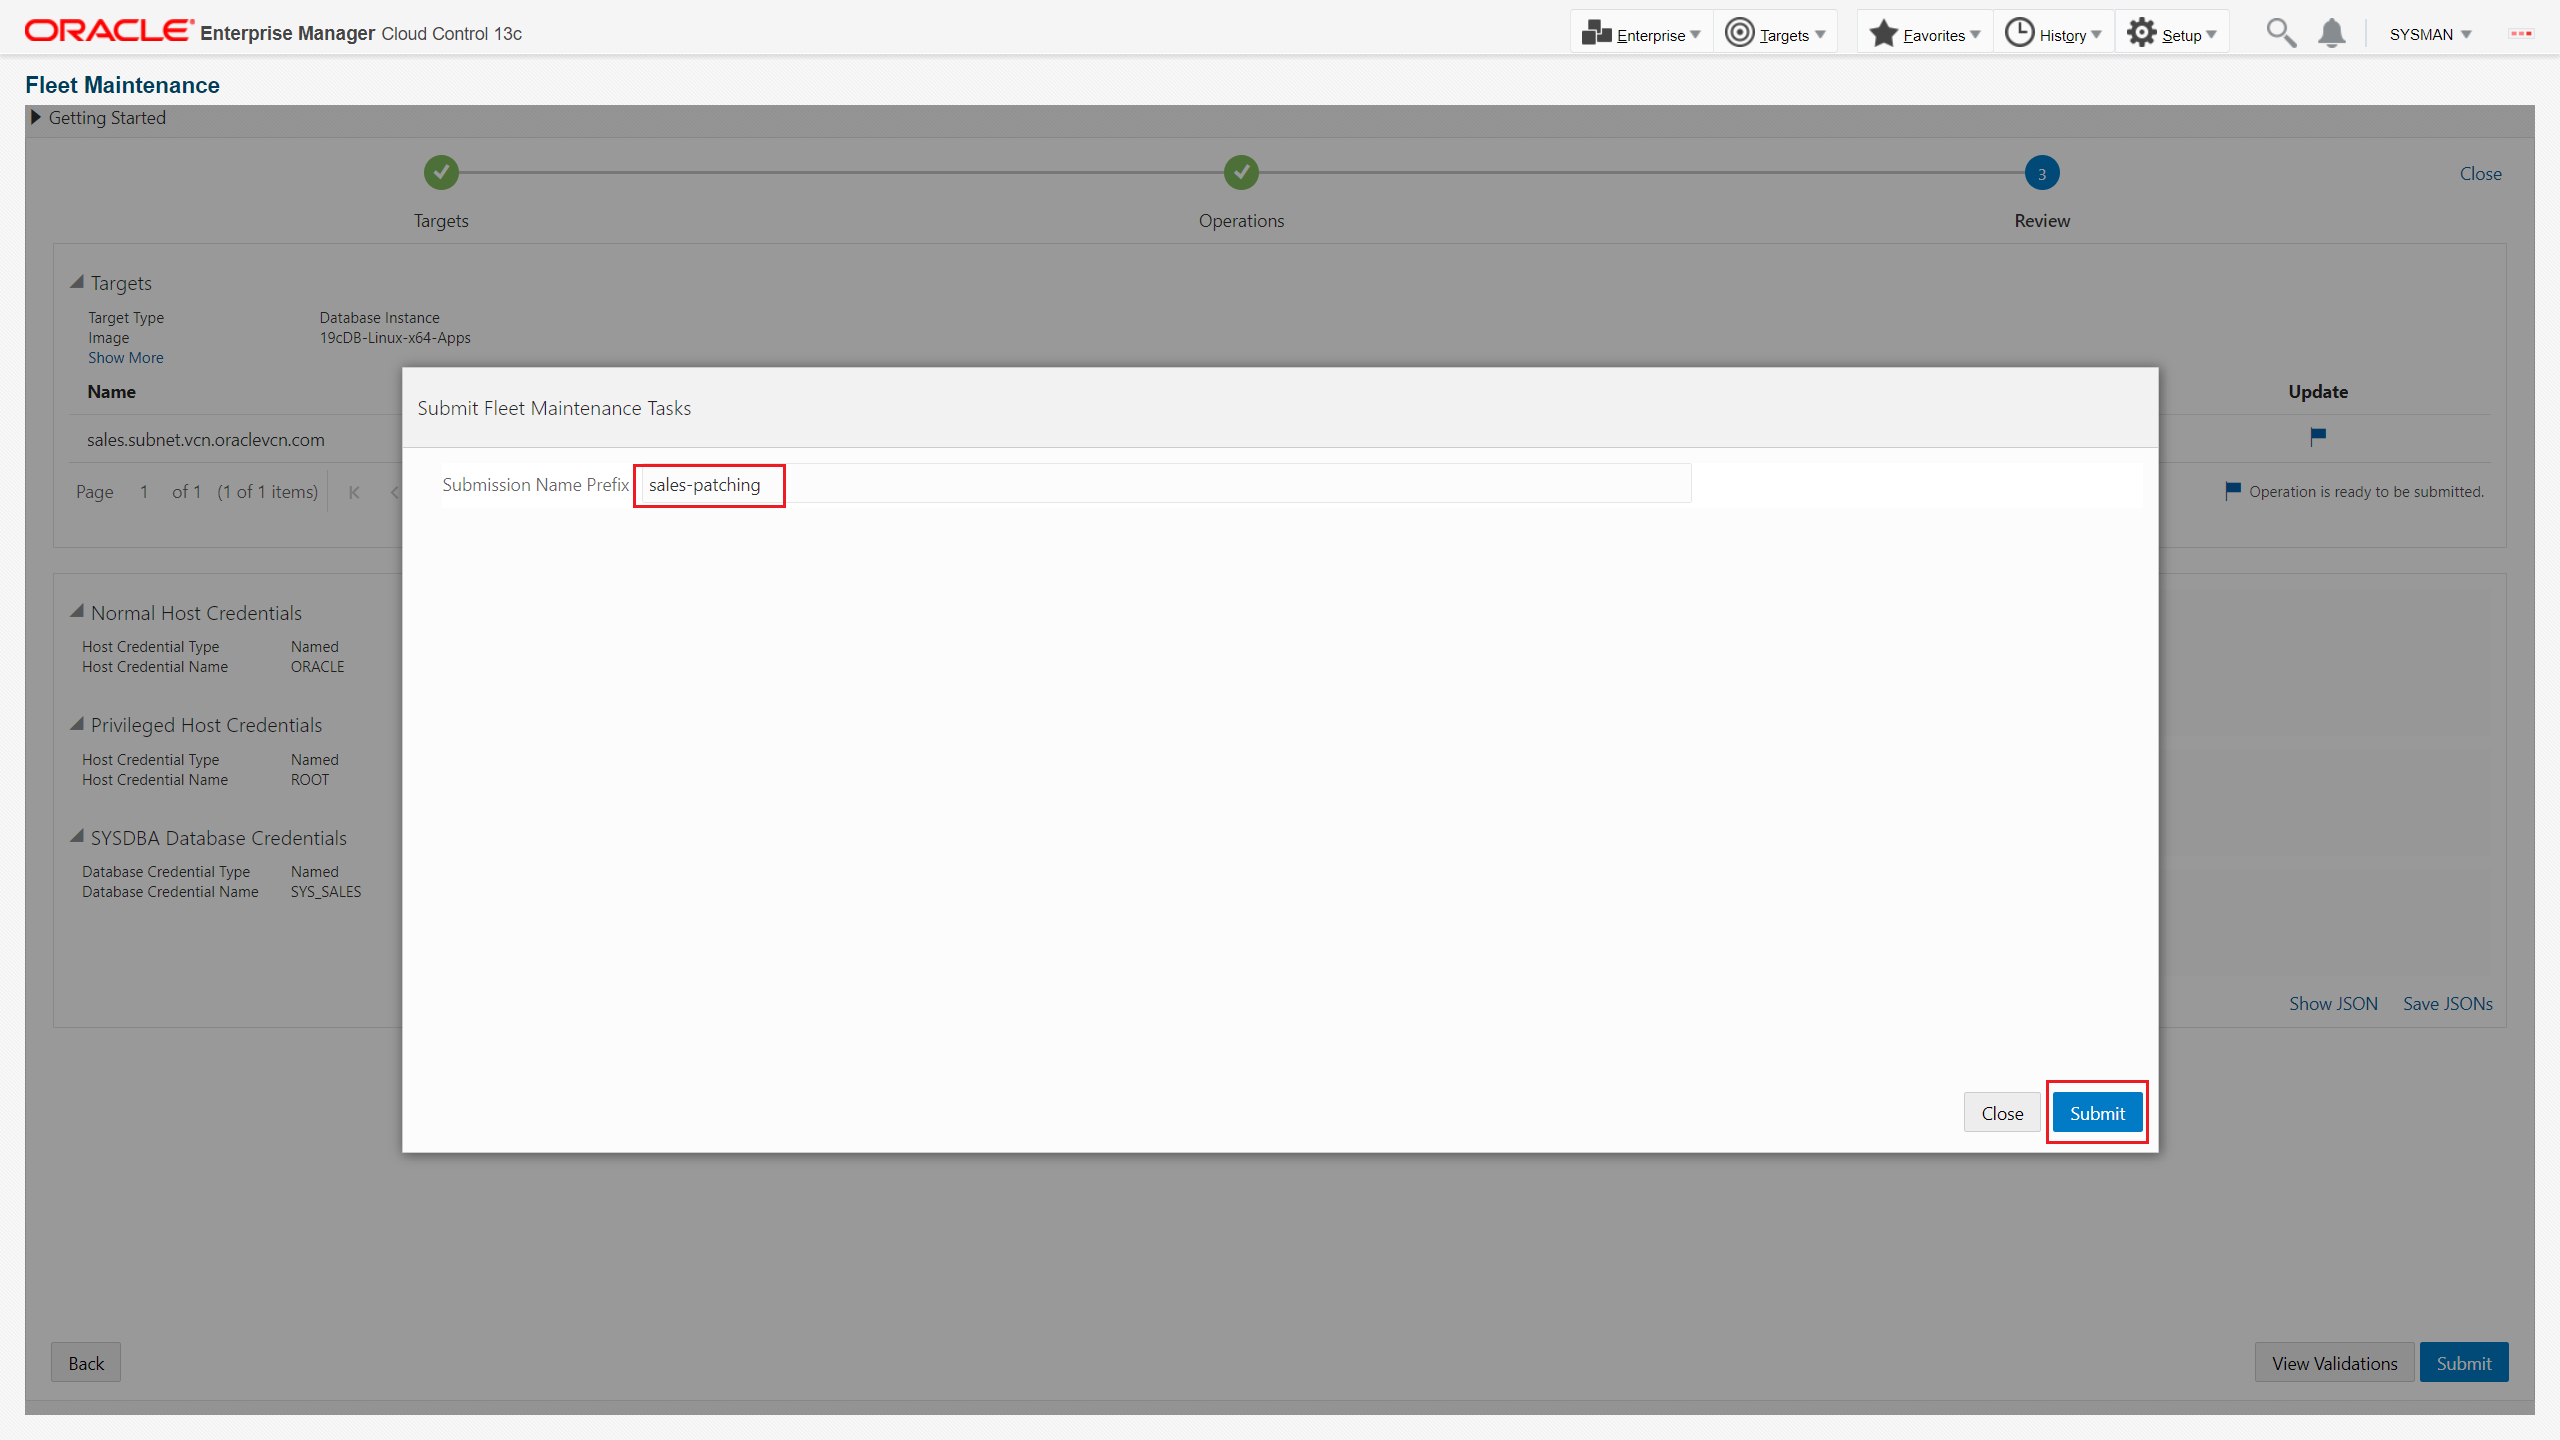 ORACLE Enterprise Manager Cloud Control 13c
Enterprise Targets Favorites History Setup SYSMAN
Fleet Maintenance
Getting Started
3 Close
Targets Operations Review
Targets
Target Type Database Instance
Image 19cDB-Linux-x64-Apps
Show More
Name Update
Submit Fleet Maintenance Tasks
sales.subnet.vcn.oraclevcn.com
Submission Name Prefix sales-patching
Page 1 of 1 (1 of 1 items) Operation is ready to be submitted.
Normal Host Credentials
Host Credential Type Named
Host Credential Name ORACLE
Privileged Host Credentials
Host Credential Type Named
Host Credential Name ROOT
SYSDBA Database Credentials
Database Credential Type Named
Database Credential Name SYS_SALES
Show JSON Save JSONs
Close Submit
Back View Validations Submit